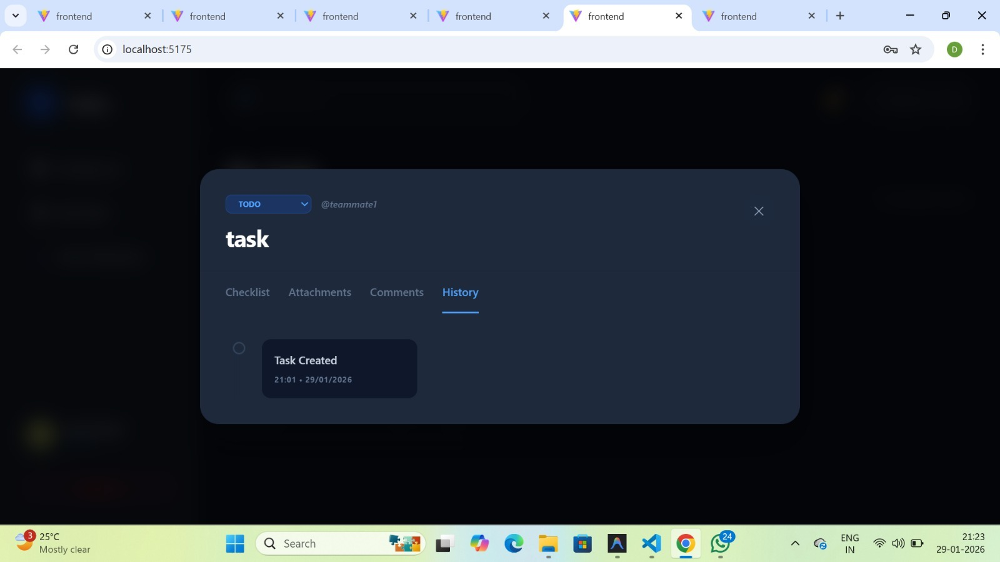 frontend
frontend
frontend
frontend
frontend
frontend
localhost:5175
D
TODO
@teammate1
task
Checklist Attachments Comments History
Task Created
21:01 • 29/01/2026
3
25°C
Mostly clear
Search
24
ENG
IN
21:23
29-01-2026